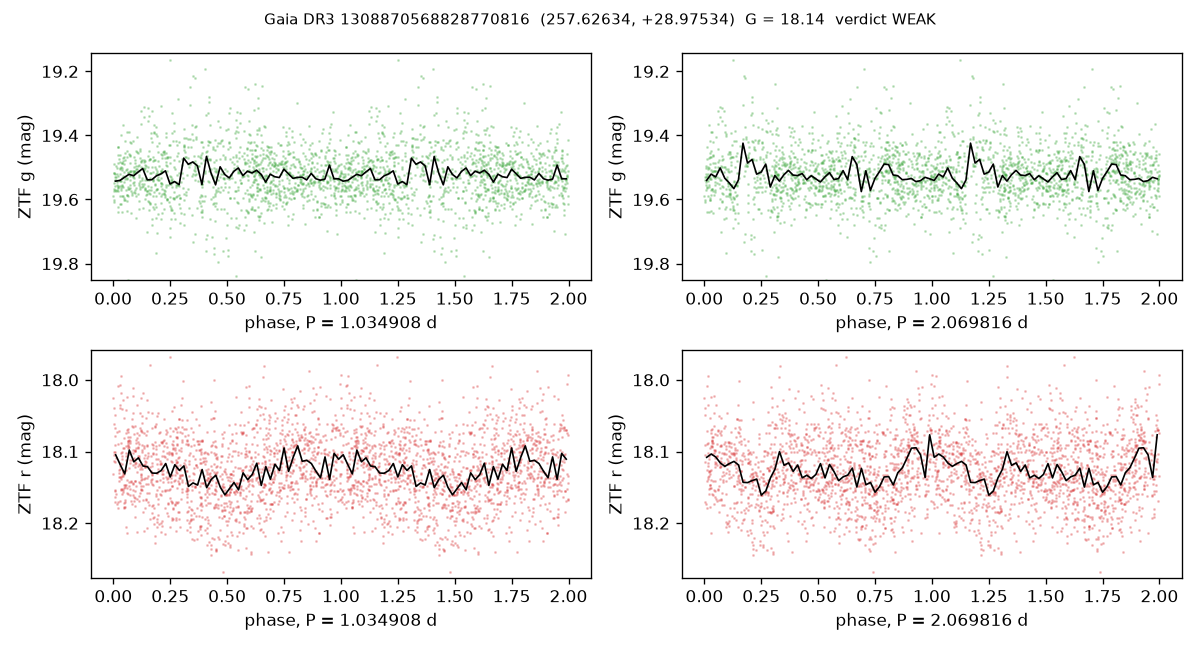 Gaia DR3 1308870568828770816 (257.62634, +28.97534) G = 18.14 verdict WEAK
ZTF g (mag)
19.2
19.4
19.6
19.8
0.00 0.25 0.50 0.75 1.00 1.25 1.50 1.75 2.00
phase, P = 1.034908 d
ZTF g (mag)
19.2
19.4
19.6
19.8
0.00 0.25 0.50 0.75 1.00 1.25 1.50 1.75 2.00
phase, P = 2.069816 d
ZTF r (mag)
18.0
18.1
18.2
0.00 0.25 0.50 0.75 1.00 1.25 1.50 1.75 2.00
phase, P = 1.034908 d
ZTF r (mag)
18.0
18.1
18.2
0.00 0.25 0.50 0.75 1.00 1.25 1.50 1.75 2.00
phase, P = 2.069816 d